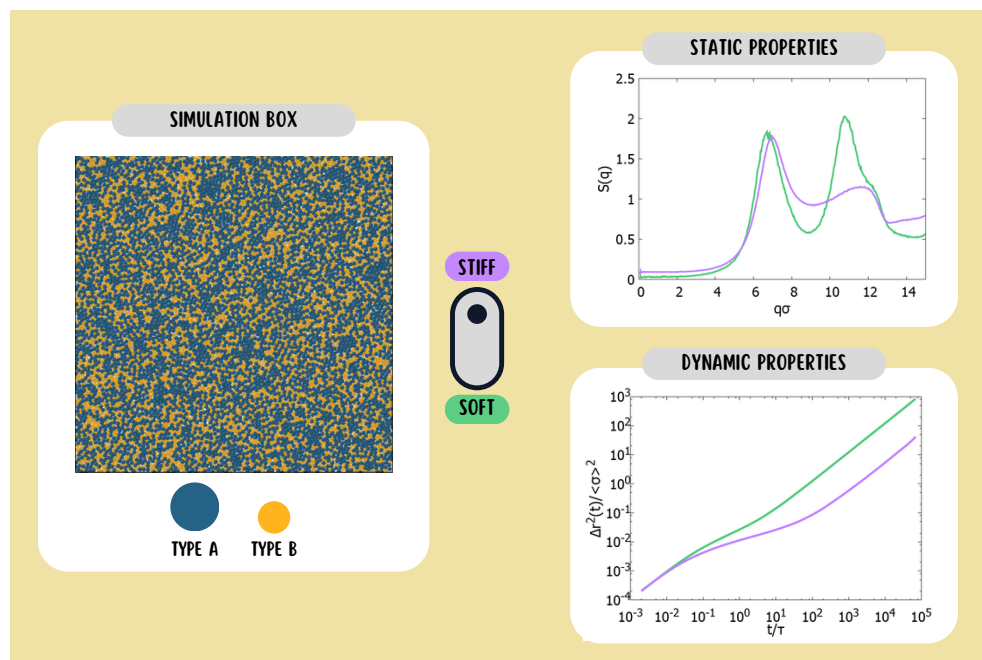 SIMULATION BOX
TYPE A
TYPE B
STIFF
SOFT
STATIC PROPERTIES
2.5
2
1.5
1
0.5
0
S(q)
0 2 4 6 8 10 12 14
qσ
DYNAMIC PROPERTIES
10³
10²
10¹
10⁰
10⁻¹
10⁻²
10⁻³
10⁻⁴
Δr²(t)/<σ>²
10⁻³ 10⁻² 10⁻¹ 10⁰ 10¹ 10² 10³ 10⁴ 10⁵
t/τ